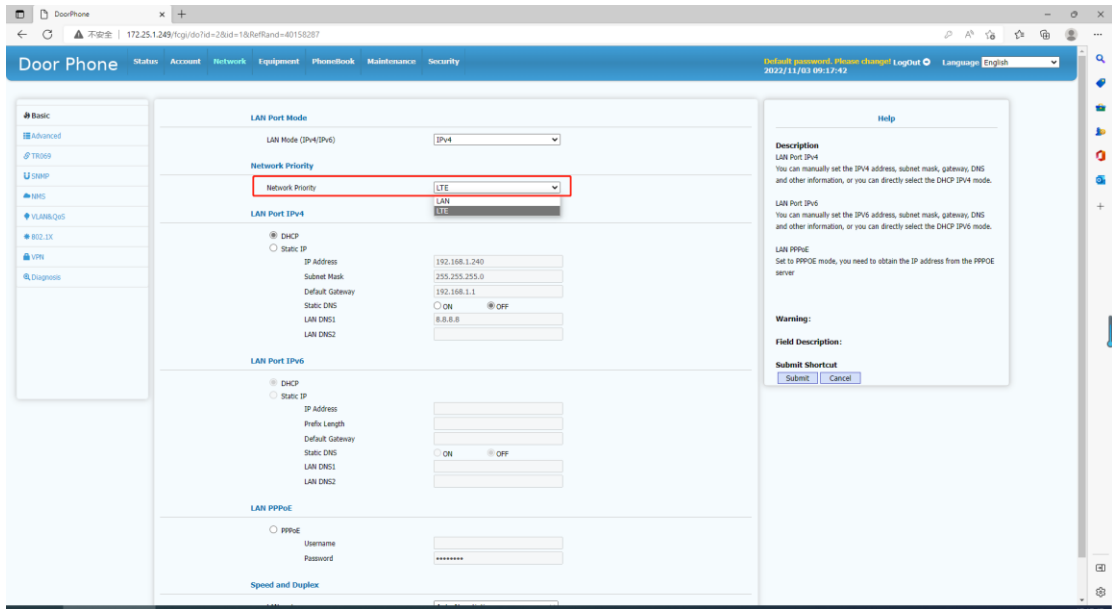 DoorPhone
不安全 | 172.25.1.249/fcgi/do?id=2&id=1&RefRand=40158287
Door Phone
Status Account Network Equipment PhoneBook Maintenance Security
Default password. Please change! LogOut Language English
2022/11/03 09:17:42
Basic
Advanced
TR069
SNMP
NMS
VLAN&QoS
802.1X
VPN
Diagnosis
LAN Port Mode
LAN Mode (IPv4/IPv6) IPv4
Network Priority
Network Priority LTE
LAN
LTE
LAN Port IPv4
DHCP
Static IP
IP Address 192.168.1.240
Subnet Mask 255.255.255.0
Default Gateway 192.168.1.1
Static DNS ON OFF
LAN DNS1 8.8.8.8
LAN DNS2
LAN Port IPv6
DHCP
Static IP
IP Address
Prefix Length
Default Gateway
Static DNS ON OFF
LAN DNS1
LAN DNS2
LAN PPPoE
PPPoE
Username
Password ••••••••
Speed and Duplex
Help
Description
LAN Port IPv4
You can manually set the IPV4 address, subnet mask, gateway, DNS
and other information, or you can directly select the DHCP IPV4 mode.
LAN Port IPv6
You can manually set the IPV6 address, subnet mask, gateway, DNS
and other information, or you can directly select the DHCP IPV6 mode.
LAN PPPoE
Set to PPPOE mode, you need to obtain the IP address from the PPPOE
server
Warning:
Field Description:
Submit Shortcut
Submit Cancel